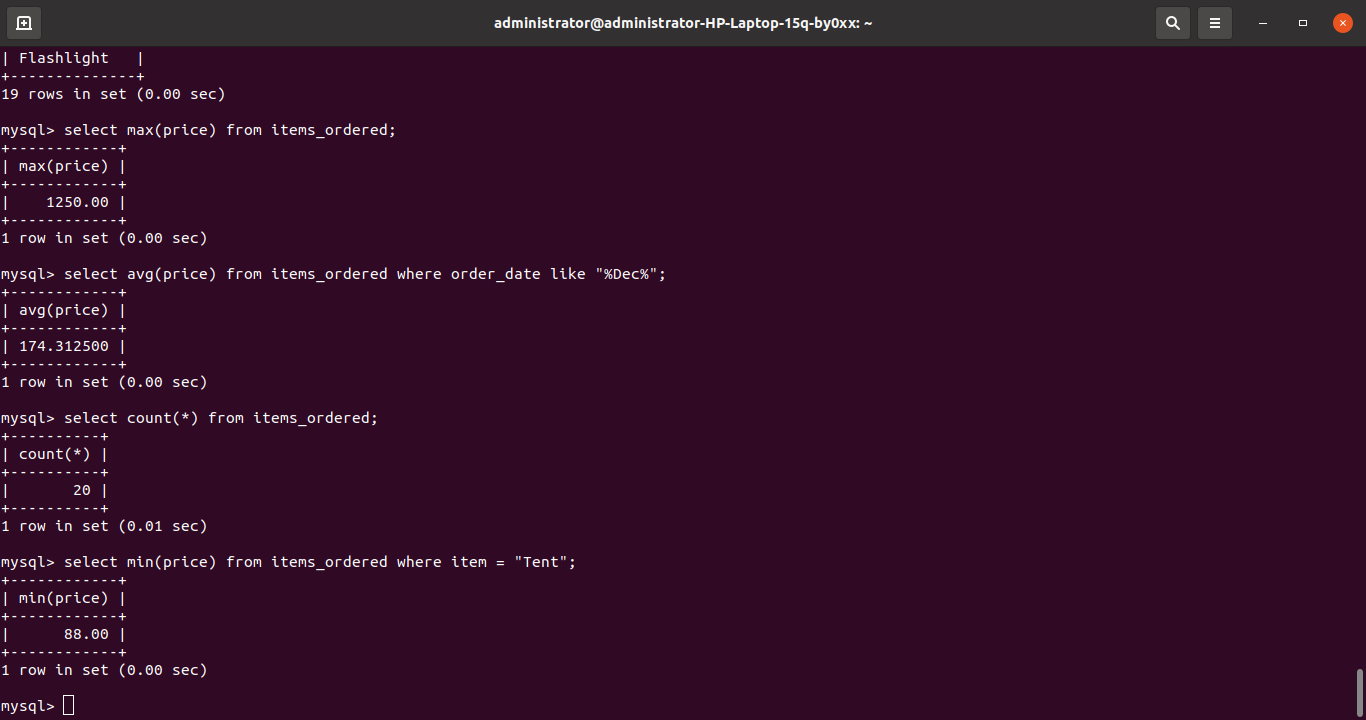 administrator@administrator-HP-Laptop-15q-by0xx: ~
| Flashlight   |
+--------------+
19 rows in set (0.00 sec)
mysql> select max(price) from items_ordered;
+------------+
| max(price) |
+------------+
|    1250.00 |
+------------+
1 row in set (0.00 sec)
mysql> select avg(price) from items_ordered where order_date like "%Dec%";
+------------+
| avg(price) |
+------------+
| 174.312500 |
+------------+
1 row in set (0.00 sec)
mysql> select count(*) from items_ordered;
+----------+
| count(*) |
+----------+
|       20 |
+----------+
1 row in set (0.01 sec)
mysql> select min(price) from items_ordered where item = "Tent";
+------------+
| min(price) |
+------------+
|      88.00 |
+------------+
1 row in set (0.00 sec)
mysql>